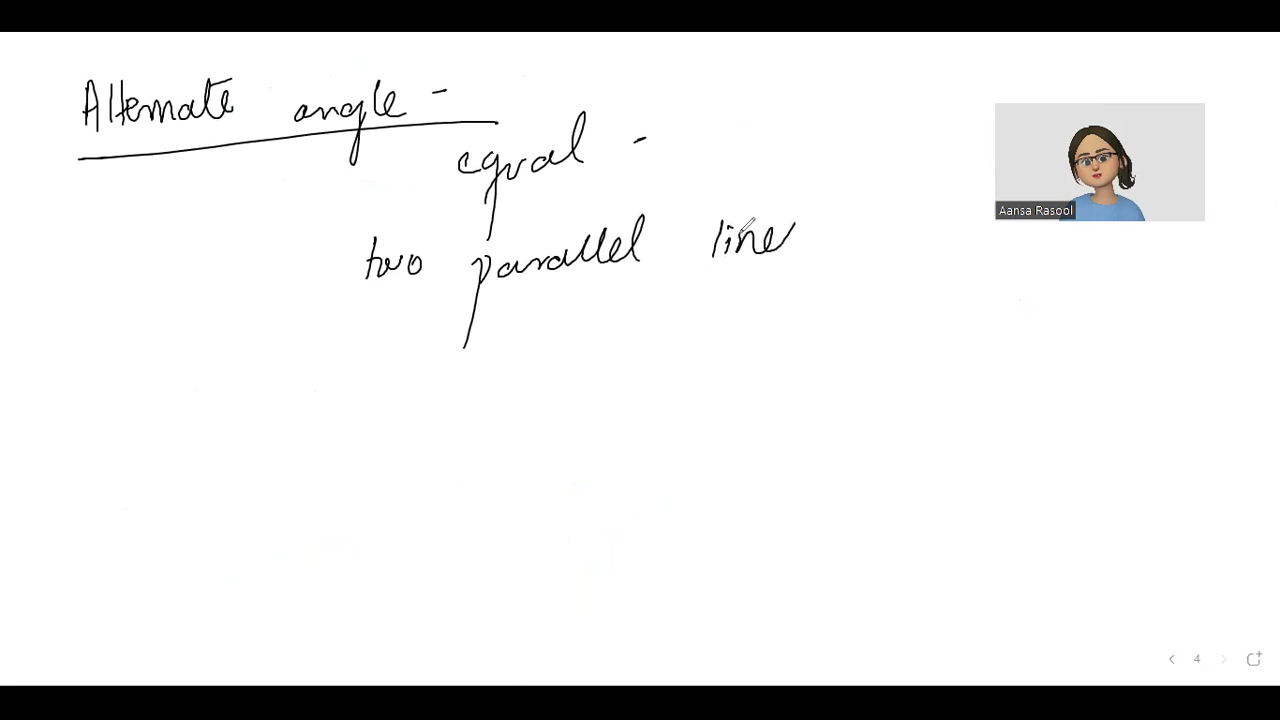 Alternate angle -
equal -
two parallel line
Aansa Rasool
4